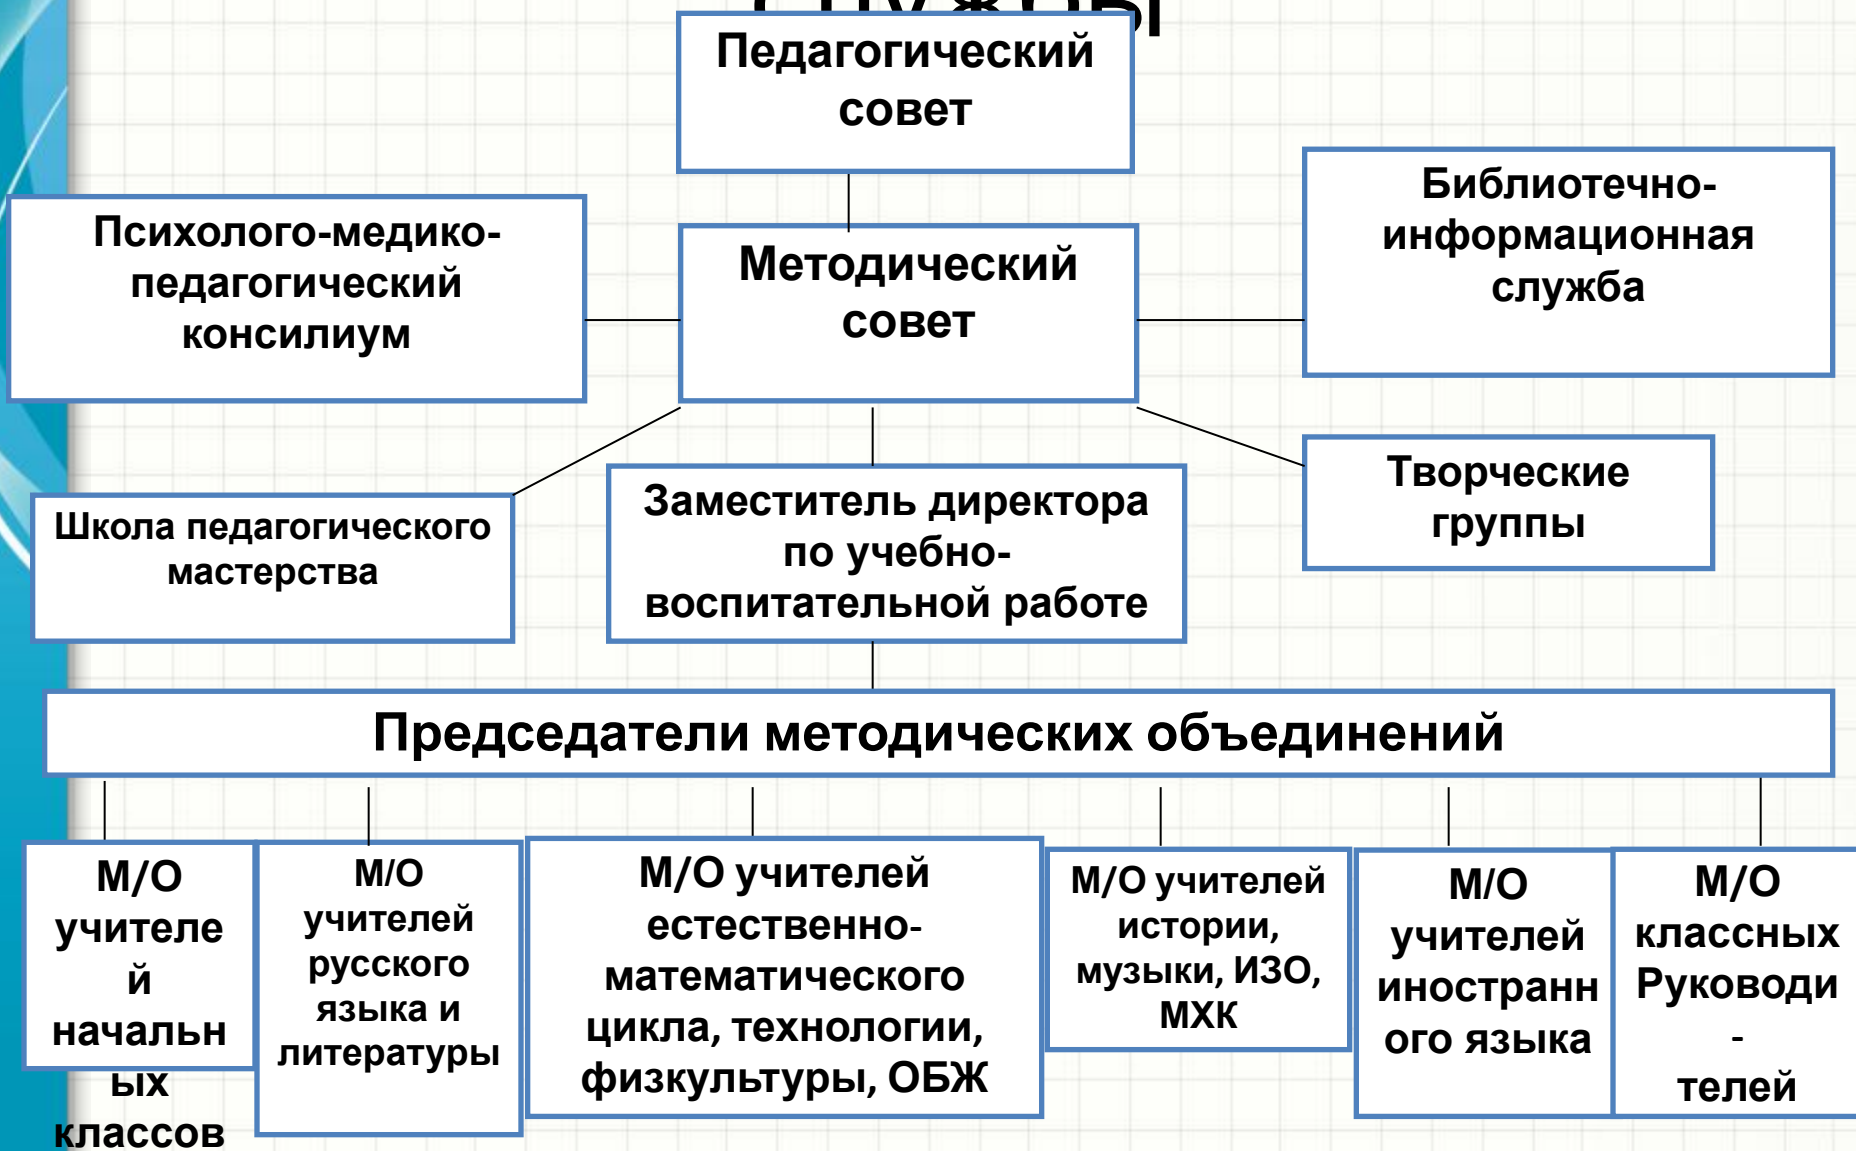 службы
Педагогический
совет
Психолого-медико-
педагогический
консилиум
Методический
совет
Библиотечно-
информационная
служба
Школа педагогического
мастерства
Заместитель директора
по учебно-
воспитательной работе
Творческие
группы
Председатели методических объединений
М/О
учителе
й
начальн
ых
классов
М/О
учителей
русского
языка и
литературы
М/О учителей
естественно-
математического
цикла, технологии,
физкультуры, ОБЖ
М/О учителей
истории,
музыки, ИЗО,
МХК
М/О
учителей
иностранн
ого языка
М/О
классных
Руководи
-
телей